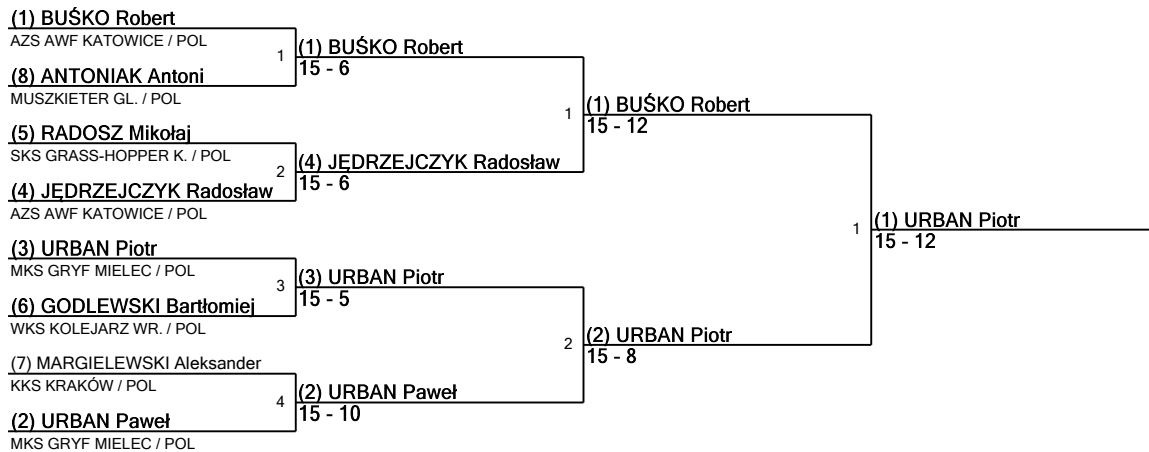 (1) BUŚKO Robert
AZS AWF KATOWICE / POL
1
(8) ANTONIAK Antoni
MUSZKIETER GL. / POL
(5) RADOSZ Mikołaj
SKS GRASS-HOPPER K. / POL
2
(4) JĘDRZEJCZYK Radosław
AZS AWF KATOWICE / POL
(3) URBAN Piotr
MKS GRYF MIELEC / POL
3
(6) GODLEWSKI Bartłomiej
WKS KOLEJARZ WR. / POL
(7) MARGIELEWSKI Aleksander
KKS KRAKÓW / POL
4
(2) URBAN Paweł
MKS GRYF MIELEC / POL
(1) BUŚKO Robert
15 - 6
1
(4) JĘDRZEJCZYK Radosław
15 - 6
(3) URBAN Piotr
15 - 5
2
(2) URBAN Paweł
15 - 10
(1) BUŚKO Robert
15 - 12
1
(2) URBAN Piotr
15 - 8
(1) URBAN Piotr
15 - 12